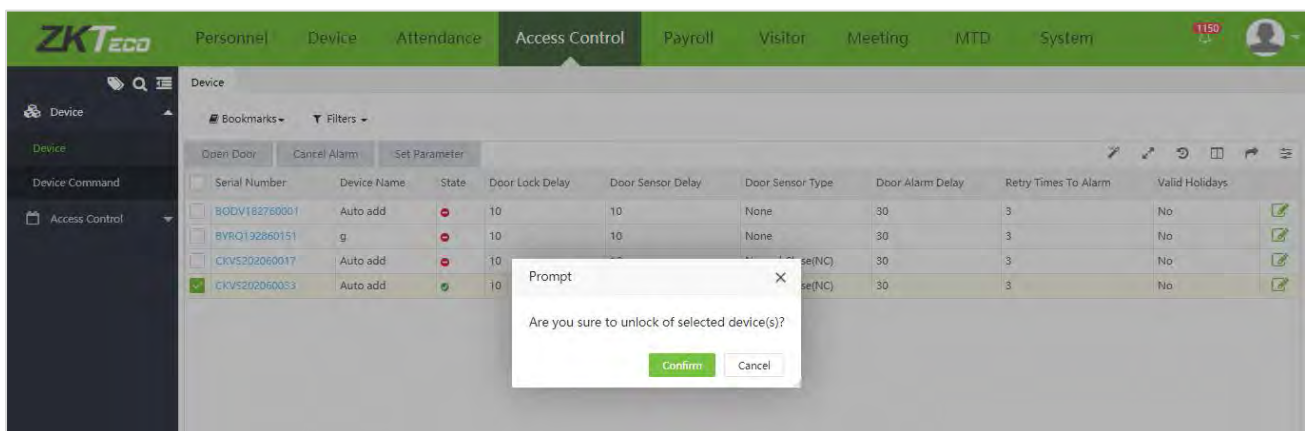 ZKTeco Personnel Device Attendance Access Control Payroll Visitor Meeting MTD System 1150
Device
Device
Bookmarks Filters
Device
Open Door Cancel Alarm Set Parameter
Device Command
Serial Number Device Name State Door Lock Delay Door Sensor Delay Door Sensor Type Door Alarm Delay Retry Times To Alarm Valid Holidays
Access Control
BODV182760001 Auto add 10 10 None 30 3 No
BYRQ192860151 g 10 10 None 30 3 No
CKVS202060017 Auto add 10 30 3 No
CKVS202060053 Auto add 10 30 3 No
Prompt
Are you sure to unlock of selected device(s)?
Confirm Cancel